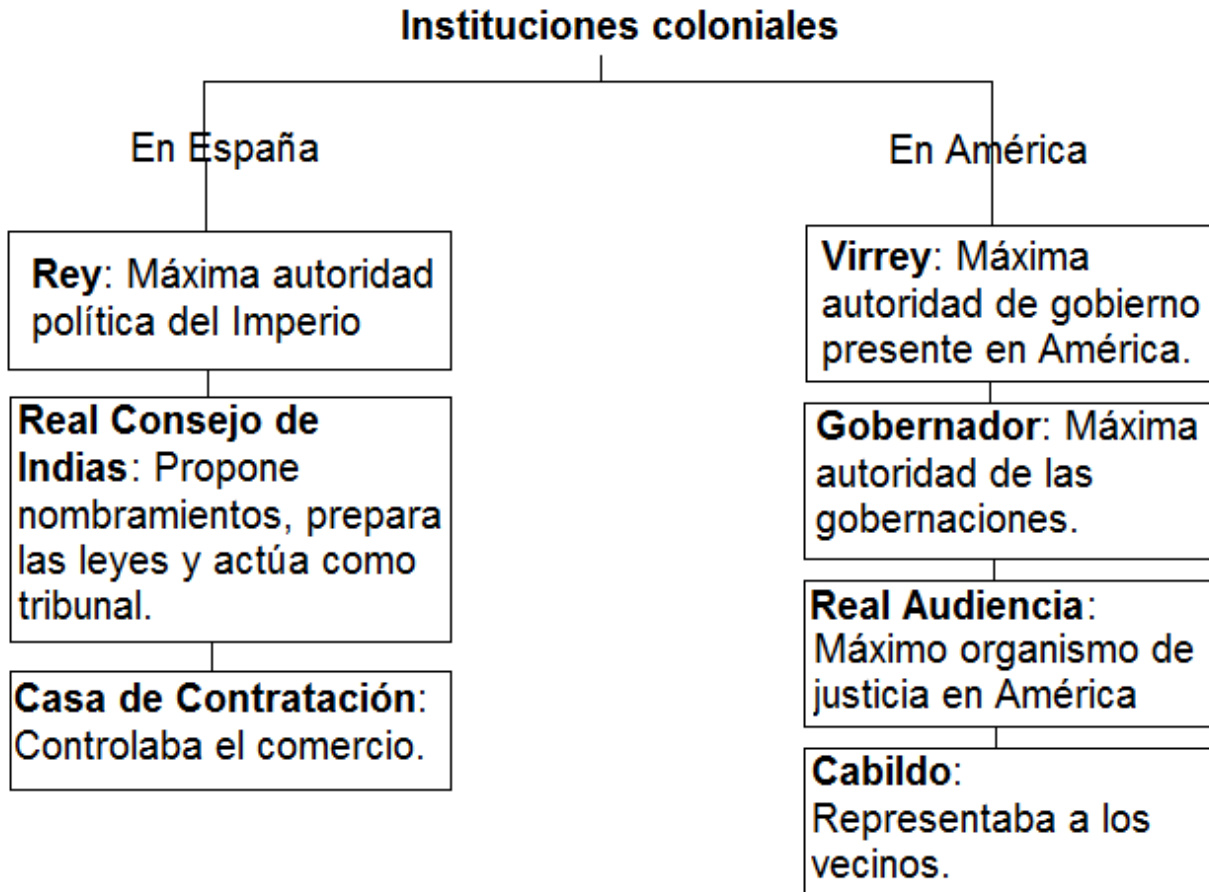 Instituciones coloniales
En España
Rey: Máxima autoridad
política del Imperio
Real Consejo de
Indias: Propone
nombramientos, prepara
las leyes y actúa como
tribunal.
Casa de Contratación:
Controlaba el comercio.
En América
Virrey: Máxima
autoridad de gobierno
presente en América.
Gobernador: Máxima
autoridad de las
gobernaciones.
Real Audiencia:
Máximo organismo de
justicia en América
Cabildo:
Representaba a los
vecinos.